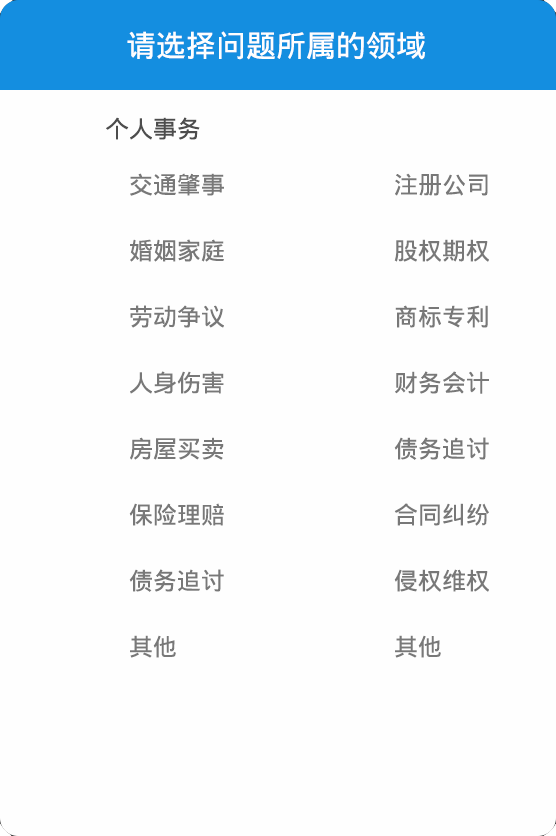 请选择问题所属的领域
个人事务
交通肇事
注册公司
婚姻家庭
股权期权
劳动争议
商标专利
人身伤害
财务会计
房屋买卖
债务追讨
保险理赔
合同纠纷
债务追讨
侵权维权
其他
其他